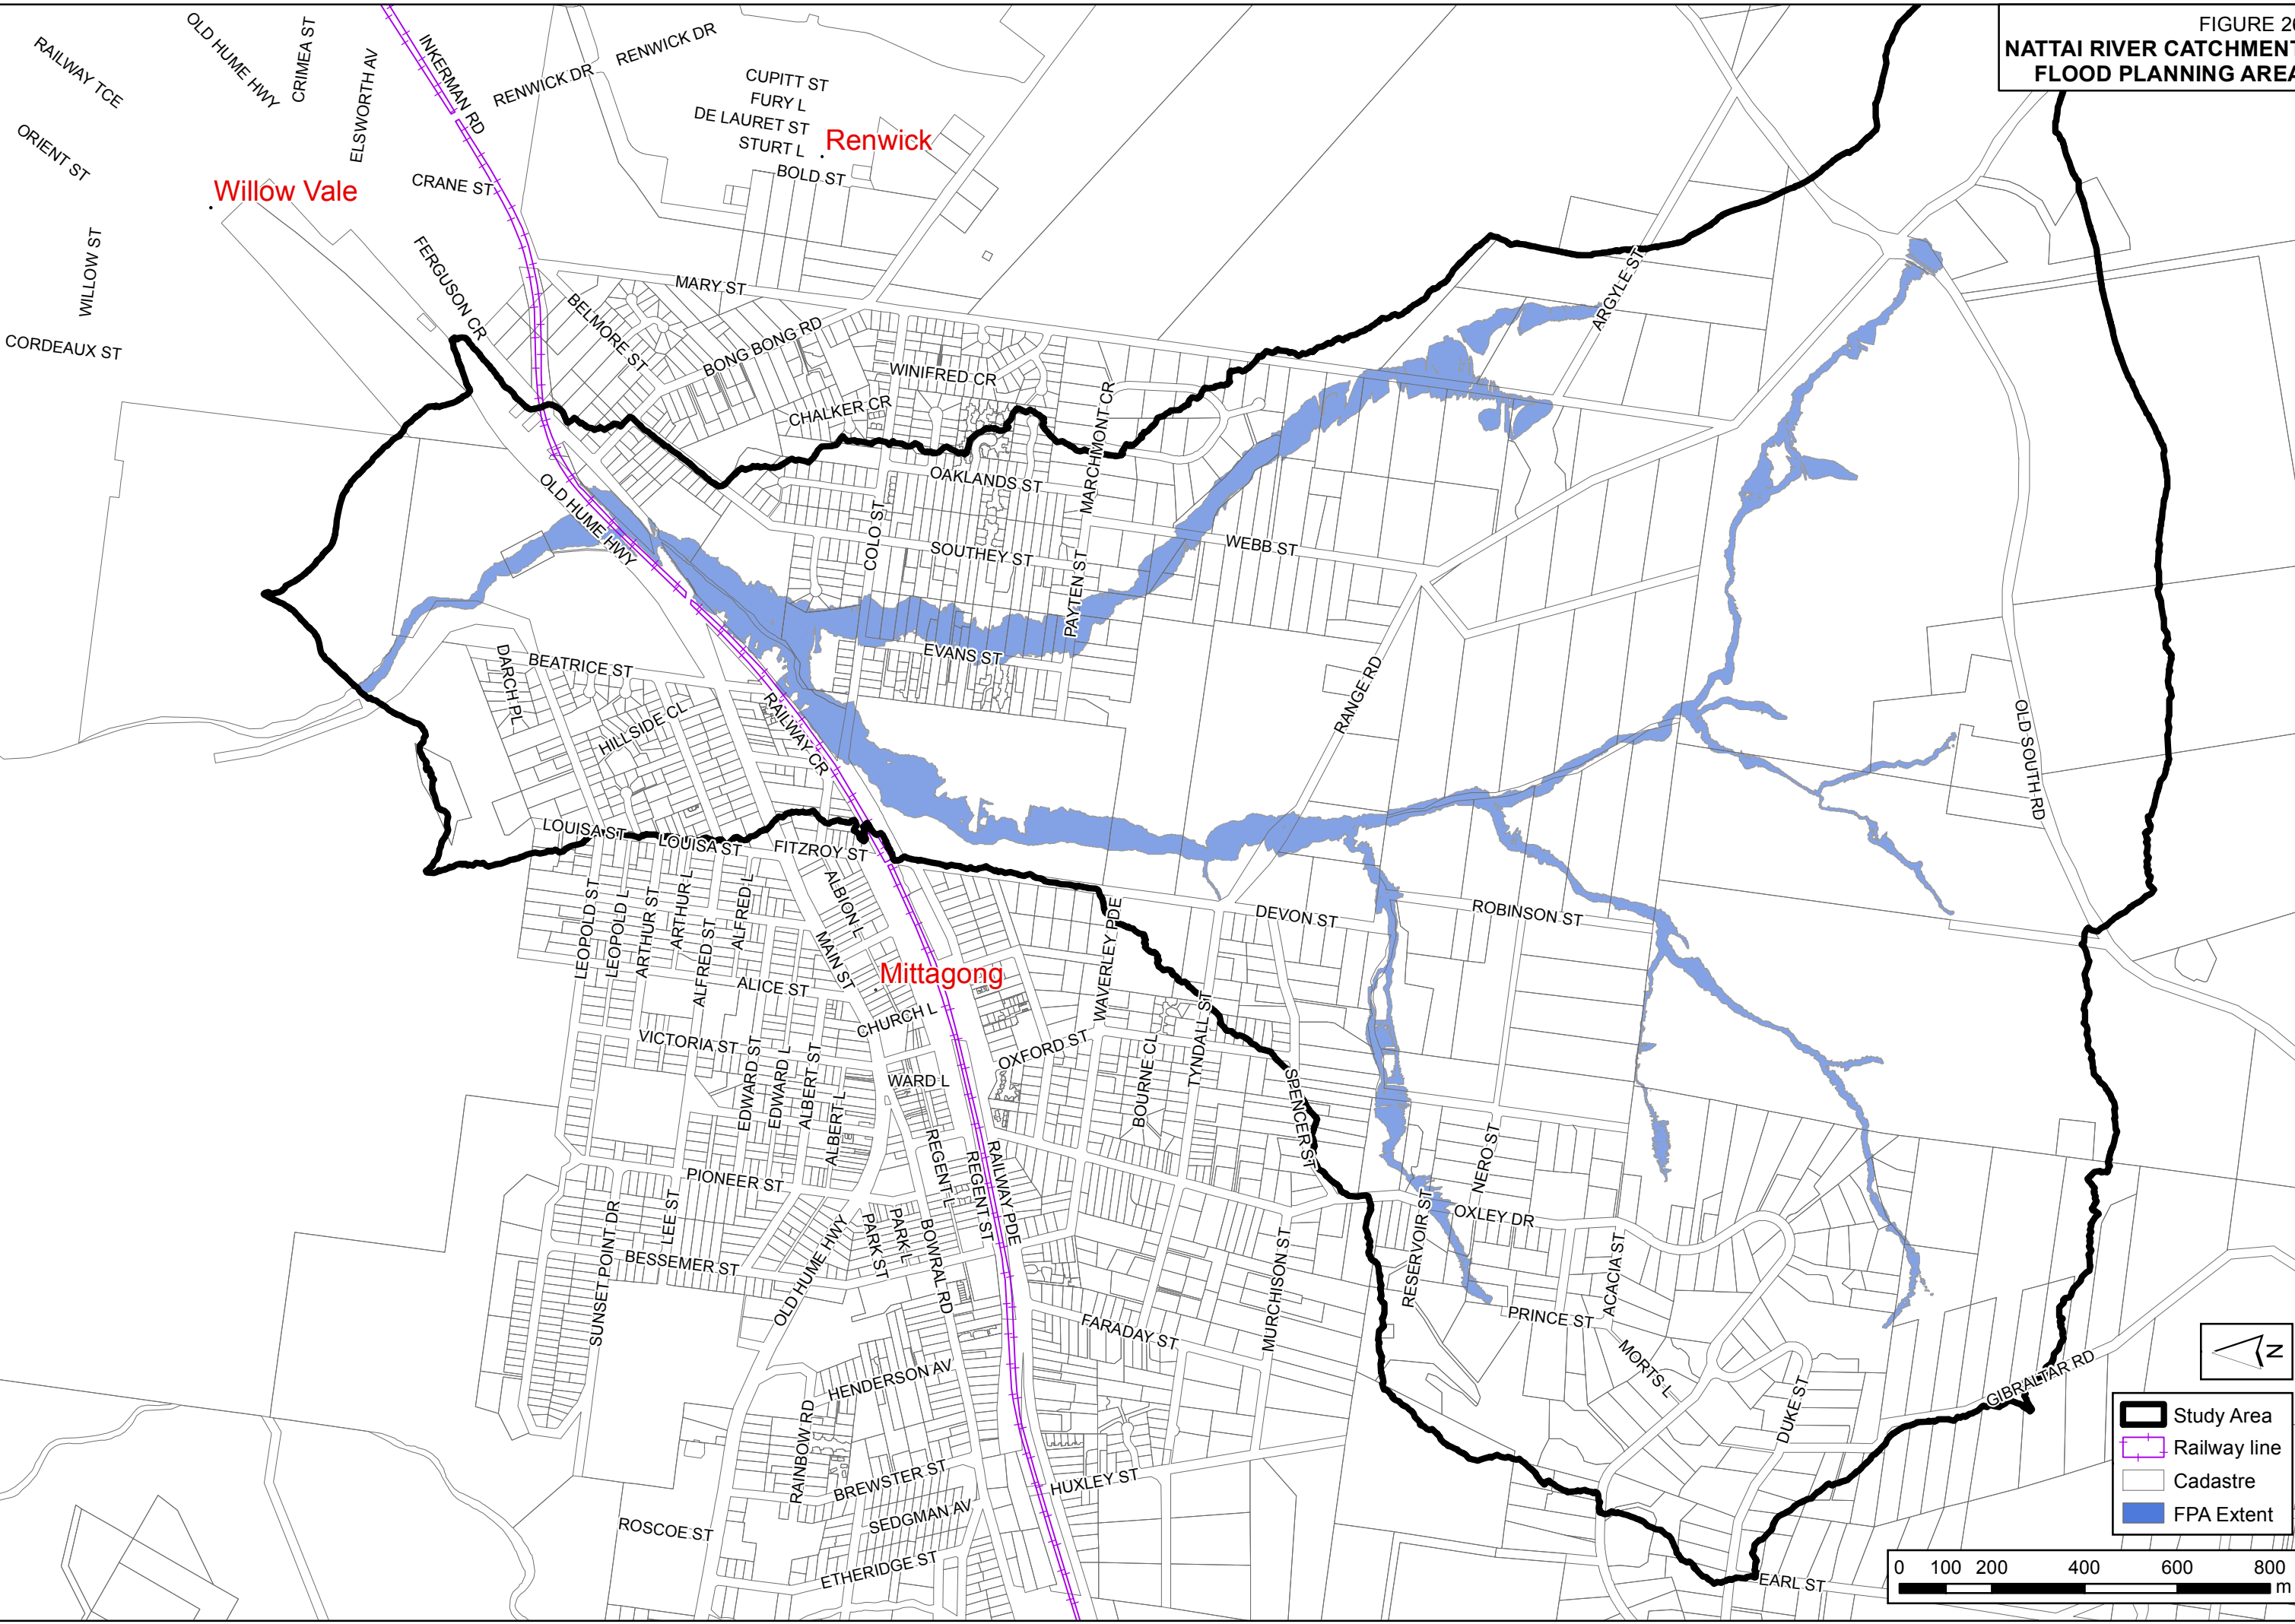 FIGURE 2
NATTAI RIVER CATCHMENT
FLOOD PLANNING AREA
RAILWAY TCE
OLD HUME HWY
CRIMEA ST
ELSWORTH AV
INKERMAN RD
RENWICK DR
RENWICK DR
CUPITT ST
FURY L
DE LAURET ST
STURT L
BOLD ST
Renwick
ORIENT ST
Willow Vale
CRANE ST
WILLOW ST
FERGUSON CR
CORDEAUX ST
MARY ST
BELMORE ST
BONG BONG RD
WINIFRED CR
CHALKER CR
MARCHMONT CR
ARGYLE ST
OAKLANDS ST
OLD HUME HWY
COLO ST
SOUTHEY ST
PAYTEN ST
WEBB ST
EVANS ST
BEATRICE ST
DARCH PL
HILLSIDE CL
RAILWAY CR
RANGE RD
OLD SOUTH RD
LOUISA ST
LOUISA ST
FITZROY ST
ALBION L
LEOPOLD ST
LEOPOLD L
ARTHUR ST
ARTHUR L
ALFRED ST
ALFRED L
MAIN ST
ALICE ST
Mittagong
WAVERLEY PDE
DEVON ST
ROBINSON ST
CHURCH L
VICTORIA ST
EDWARD ST
EDWARD L
ALBERT ST
ALBERT L
WARD L
OXFORD ST
BOURNE CL
TYNDALL ST
SPENCER ST
PIONEER ST
REGENT L
REGENT ST
RAILWAY PDE
NERO ST
RESERVOIR ST
OXLEY DR
SUNSET POINT DR
LEE ST
BESSEMER ST
OLD HUME HWY
PARK ST
PARK L
BOWRAL RD
MURCHISON ST
ACACIA ST
FARADAY ST
PRINCE ST
MORTS L
DUKE ST
GIBRALTAR RD
HENDERSON AV
RAINBOW RD
BREWSTER ST
HUXLEY ST
SEDGMAN AV
ROSCOE ST
ETHERIDGE ST
EARL ST
N
Study Area
Railway line
Cadastre
FPA Extent
0 100 200 400 600 800
m